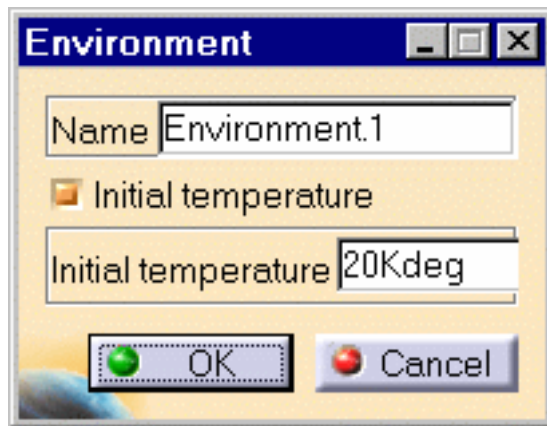 Environment
Name Environment.1
Initial temperature
Initial temperature 20Kdeg
OK Cancel